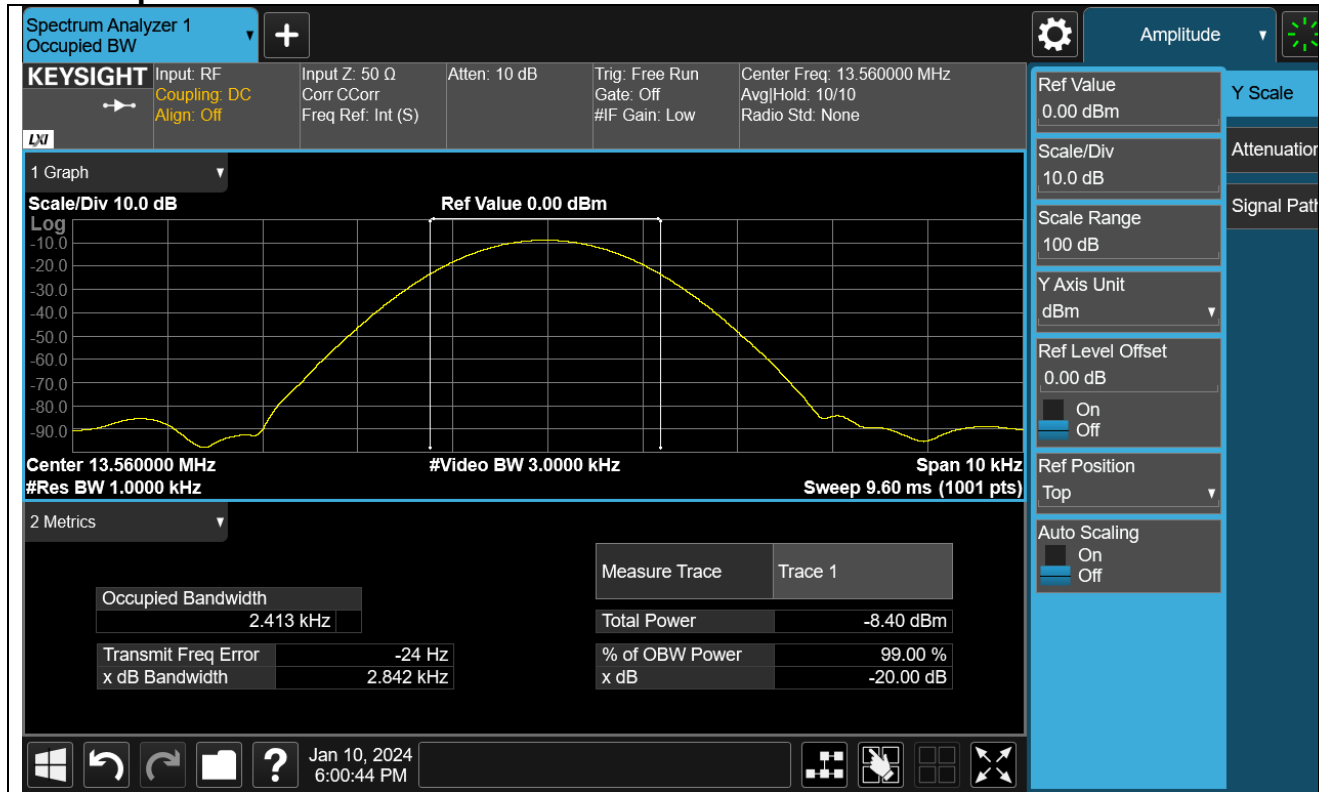 Spectrum Analyzer 1
Occupied BW
Amplitude
KEYSIGHT
Input: RF
Coupling: DC
Align: Off
Input Z: 50 Ω
Corr CCorr
Freq Ref: Int (S)
Atten: 10 dB
Trig: Free Run
Gate: Off
#IF Gain: Low
Center Freq: 13.560000 MHz
Avg|Hold: 10/10
Radio Std: None
LXI
1 Graph
Scale/Div 10.0 dB
Ref Value 0.00 dBm
Log
-10.0
-20.0
-30.0
-40.0
-50.0
-60.0
-70.0
-80.0
-90.0
Center 13.560000 MHz
#Video BW 3.0000 kHz
Span 10 kHz
#Res BW 1.0000 kHz
Sweep 9.60 ms (1001 pts)
2 Metrics
Measure Trace
Trace 1
Occupied Bandwidth
2.413 kHz
Total Power
-8.40 dBm
Transmit Freq Error
-24 Hz
% of OBW Power
99.00 %
x dB Bandwidth
2.842 kHz
x dB
-20.00 dB
Ref Value
0.00 dBm
Scale/Div
10.0 dB
Scale Range
100 dB
Y Axis Unit
dBm
Ref Level Offset
0.00 dB
On
Off
Ref Position
Top
Auto Scaling
On
Off
Y Scale
Attenuation
Signal Path
?
Jan 10, 2024
6:00:44 PM